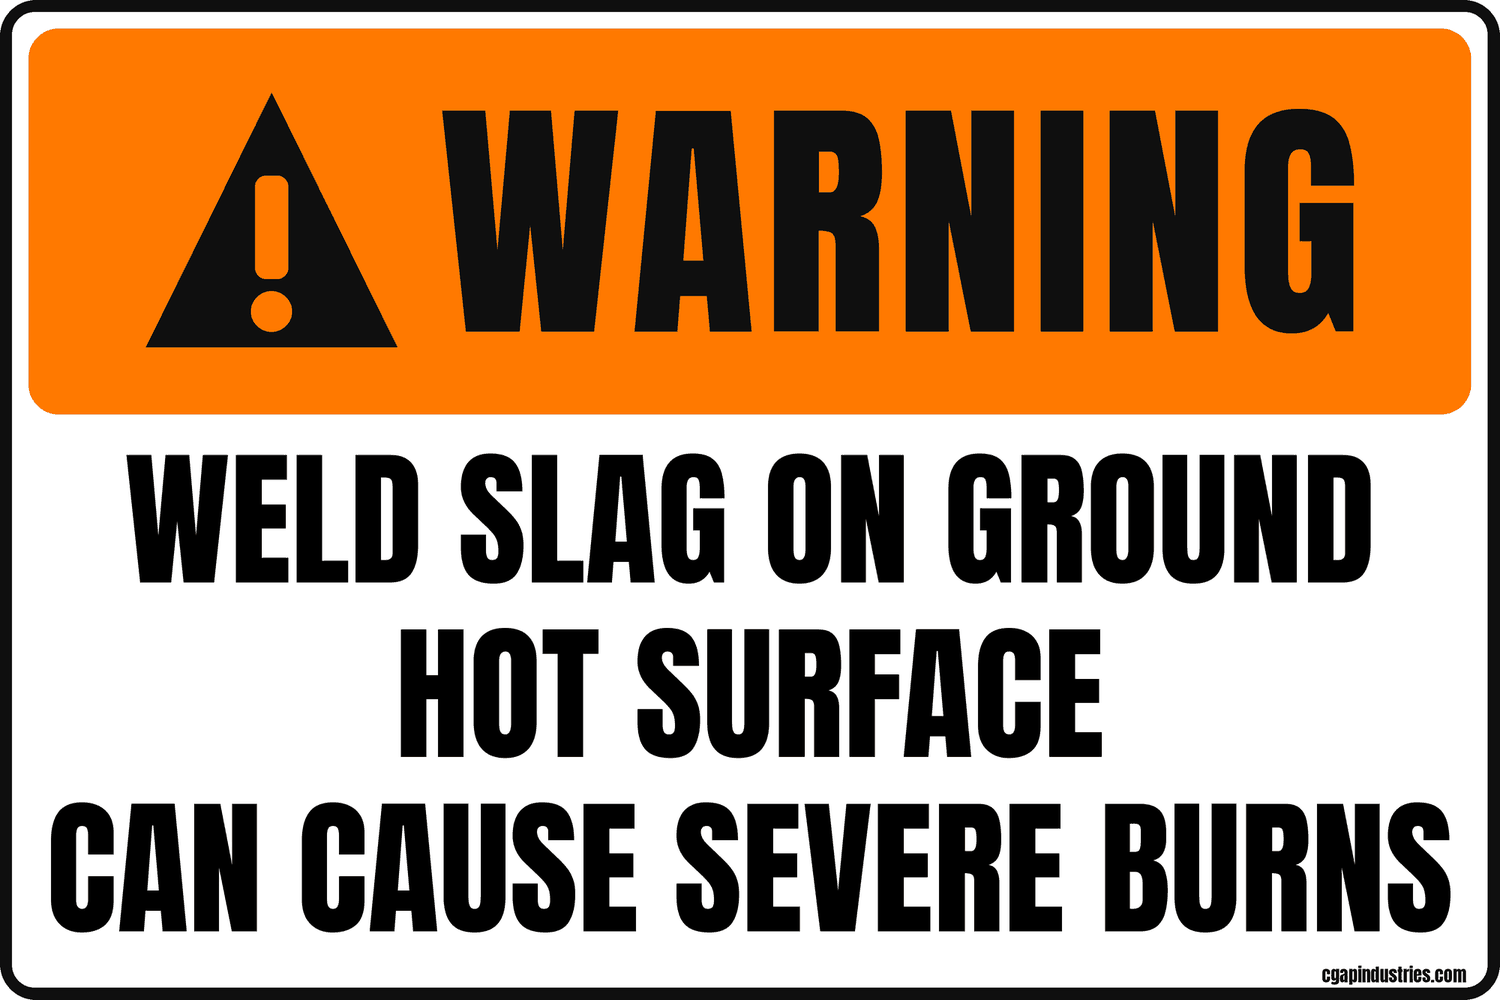 WARNING
WELD SLAG ON GROUND
HOT SURFACE
CAN CAUSE SEVERE BURNS
cgapindustries.com